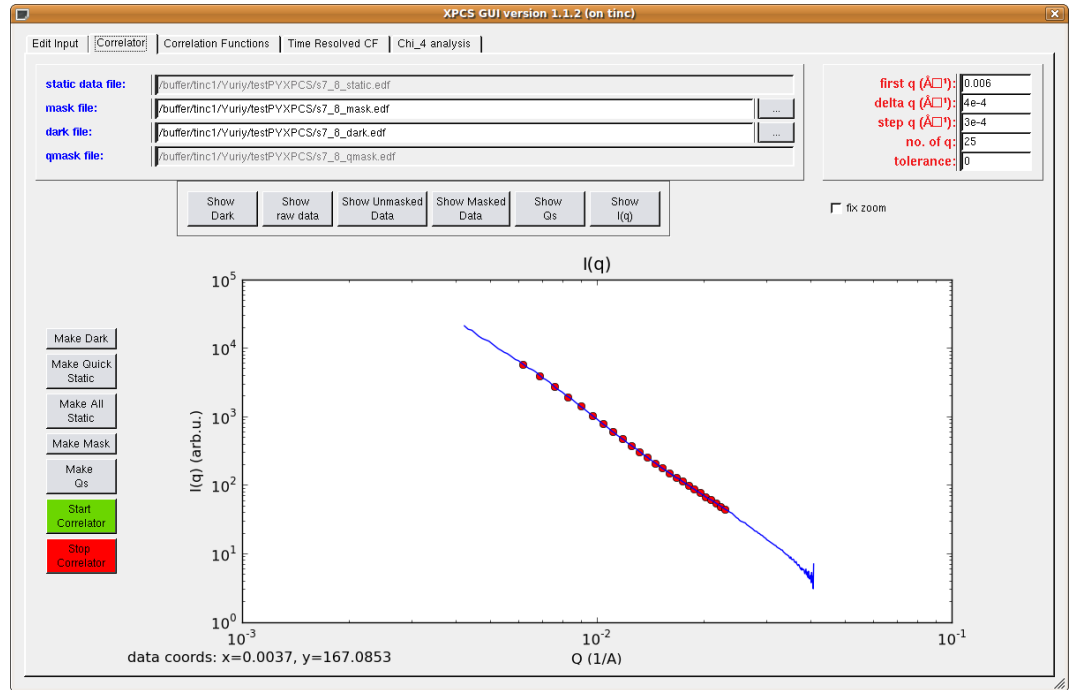 XPCS GUI version 1.1.2 (on tinc)
Edit Input Correlator Correlation Functions Time Resolved CF Chi_4 analysis
static data file: /buffer/tinc1/Yuriy/testPYXPCS/s7_8_static.edf
mask file: /buffer/tinc1/Yuriy/testPYXPCS/s7_8_mask.edf ...
dark file: /buffer/tinc1/Yuriy/testPYXPCS/s7_8_dark.edf ...
qmask file: /buffer/tinc1/Yuriy/testPYXPCS/s7_8_qmask.edf
first q (Å□¹): 0.006
delta q (Å□¹): 4e-4
step q (Å□¹): 3e-4
no. of q: 25
tolerance: 0
Show
Dark
Show
raw data
Show Unmasked
Data
Show Masked
Data
Show
Qs
Show
I(q)
fix zoom
Make Dark
Make Quick
Static
Make All
Static
Make Mask
Make
Qs
Start
Correlator
Stop
Correlator
I(q)
I(q) (arb.u.)
10⁵
10⁴
10³
10²
10¹
10⁰
10⁻³ 10⁻² 10⁻¹
Q (1/A)
data coords: x=0.0037, y=167.0853